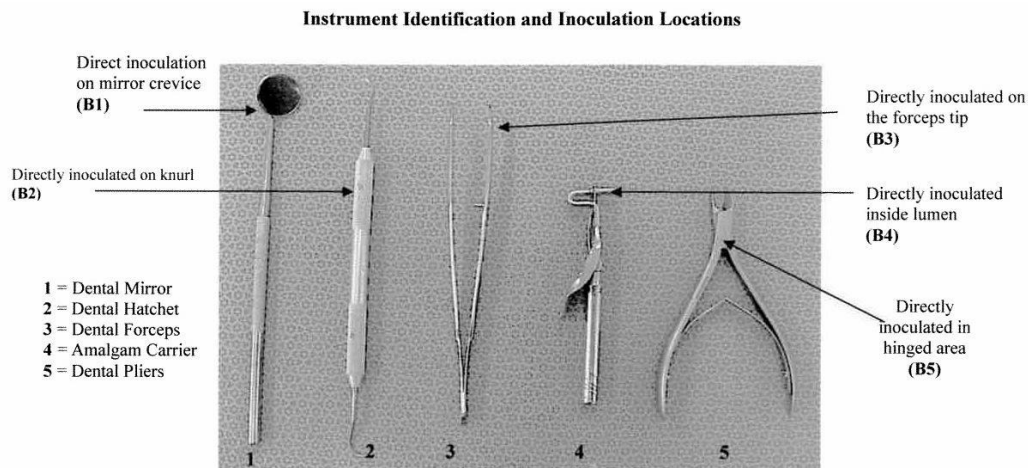 Instrument Identification and Inoculation Locations
Direct inoculation
on mirror crevice
(B1)
Directly inoculated on knurl
(B2)
1 = Dental Mirror
2 = Dental Hatchet
3 = Dental Forceps
4 = Amalgam Carrier
5 = Dental Pliers
Directly inoculated on
the forceps tip
(B3)
Directly inoculated
inside lumen
(B4)
Directly
inoculated in
hinged area
(B5)
1
2
3
4
5